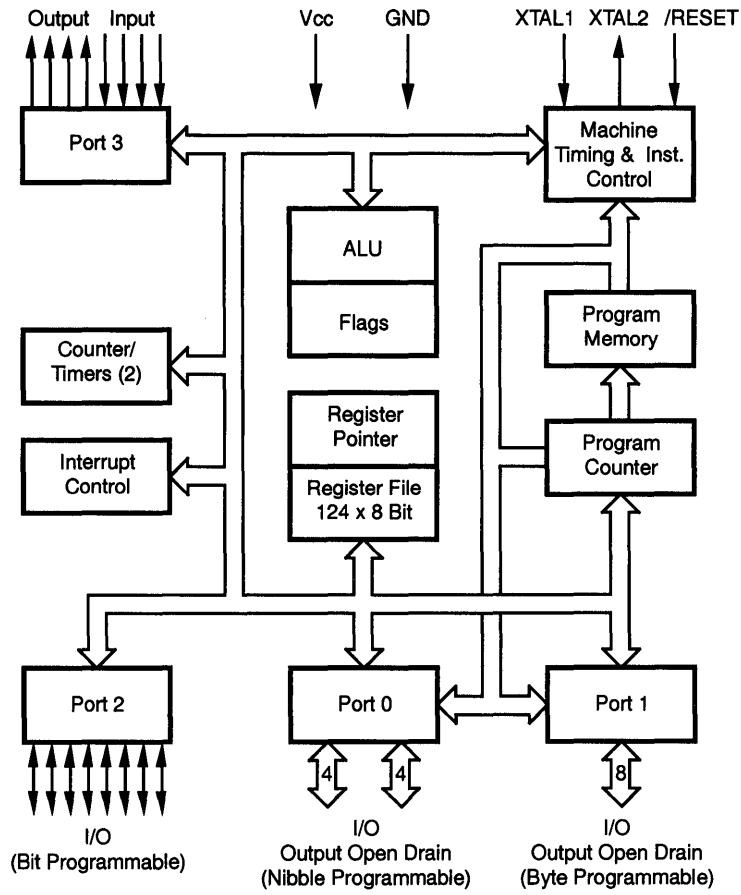 Output Input Vcc GND XTAL1 XTAL2 /RESET
Port 3
Machine
Timing & Inst.
Control
ALU
Flags
Counter/
Timers (2)
Program
Memory
Register
Pointer
Program
Counter
Interrupt
Control
Register File
124 x 8 Bit
Port 2
Port 0
Port 1
4
4
8
I/O
(Bit Programmable)
I/O
Output Open Drain
(Nibble Programmable)
I/O
Output Open Drain
(Byte Programmable)